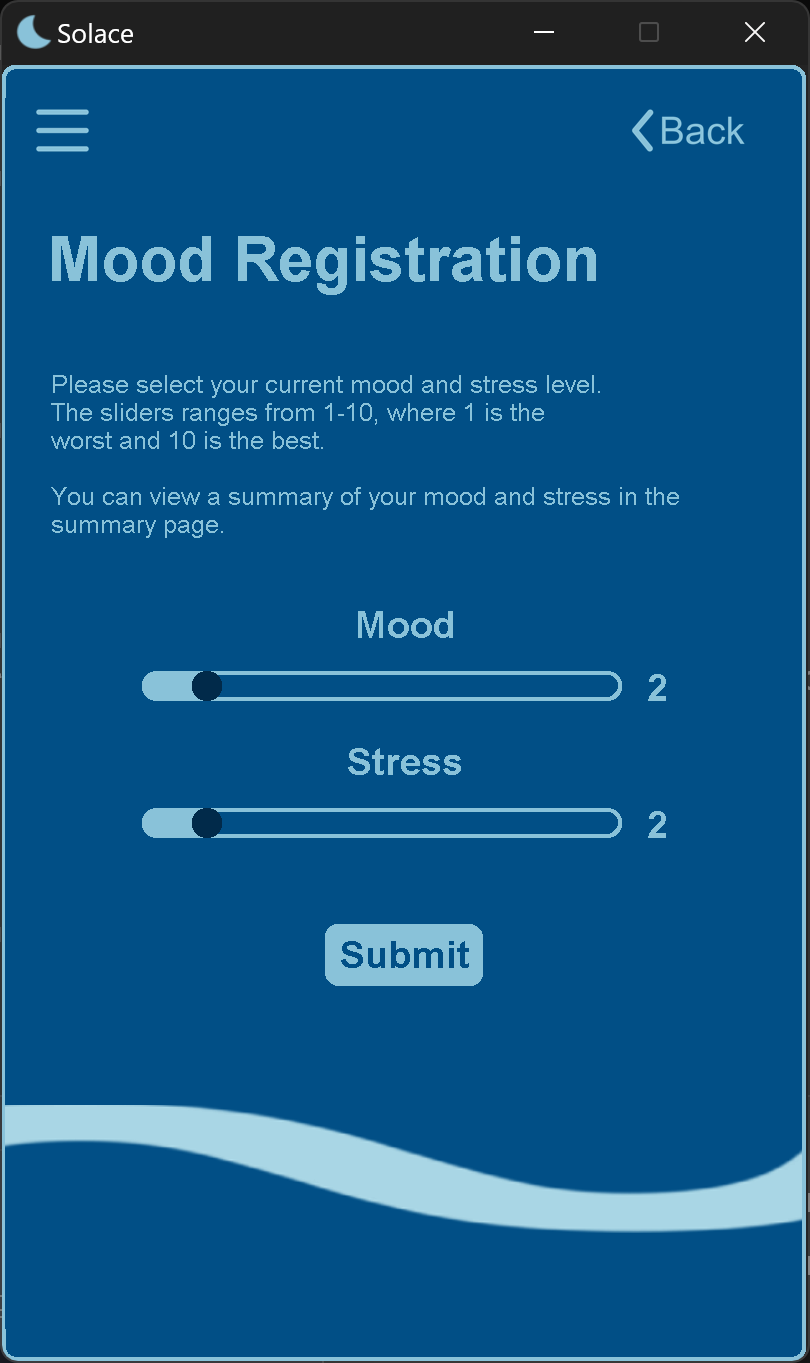 Solace
Back
Mood Registration
Please select your current mood and stress level.
The sliders ranges from 1-10, where 1 is the
worst and 10 is the best.
You can view a summary of your mood and stress in the
summary page.
Mood
2
Stress
2
Submit